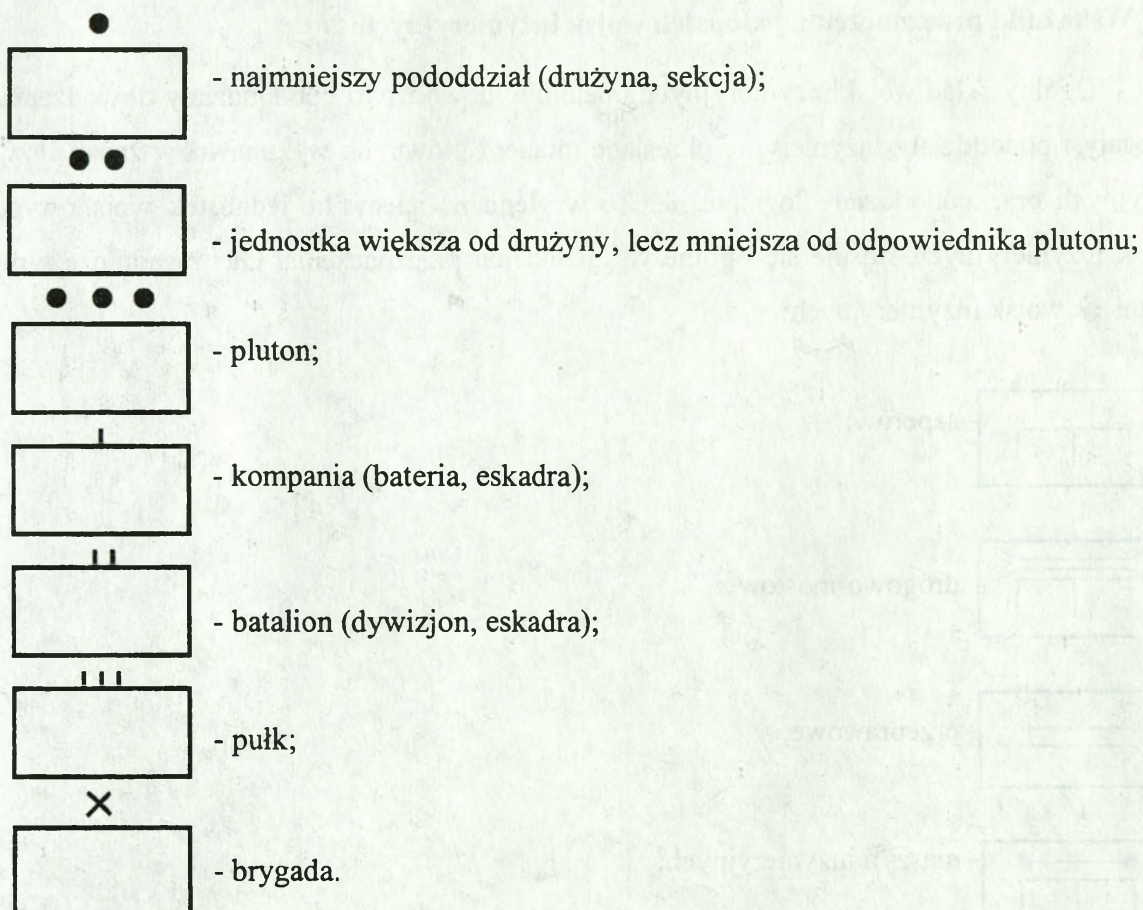 - najmniejszy pododdział (drużyna, sekcja);
- jednostka większa od drużyny, lecz mniejsza od odpowiednika plutonu;
- pluton;
- kompania (bateria, eskadra);
- batalion (dywizjon, eskadra);
- pułk;
- brygada.